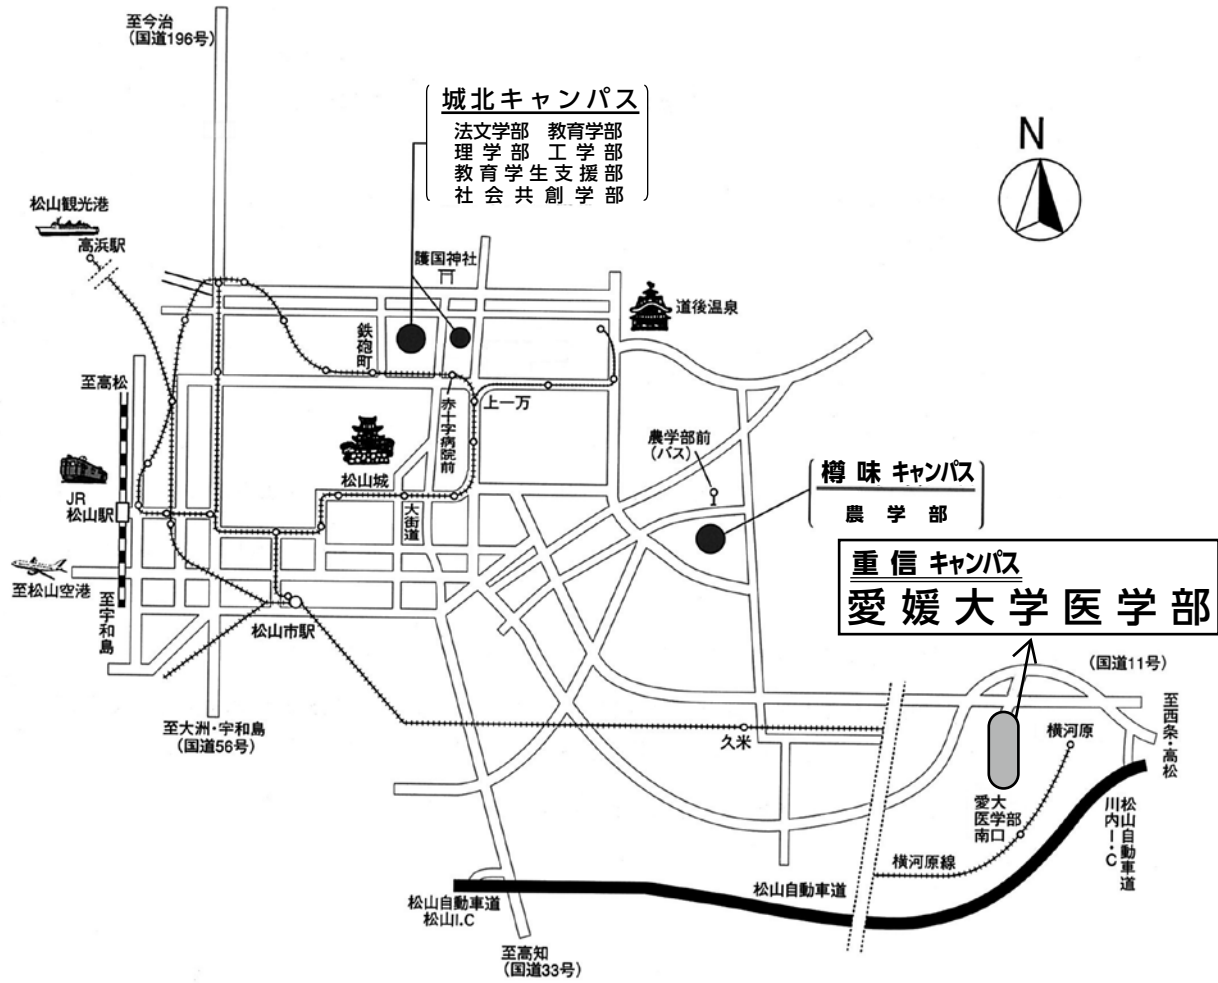 至今治
(国道196号)
城北キャンパス
法文学部 教育学部
理学部 工学部
教育学生支援部
社会共創学部
N
松山観光港
高浜駅
護国神社
道後温泉
鉄砲町
至高松
赤十字病院前
上一万
農学部前
(バス)
樽味 キャンパス
農学部
松山城
大街道
JR
松山駅
至松山空港
至宇和島
松山市駅
重信 キャンパス
愛媛大学医学部
(国道11号)
至大洲・宇和島
(国道56号)
久米
横河原
至西条・高松
愛大
医学部
南口
松山自動車道
川内I・C
横河原線
松山自動車道
松山自動車道
松山I.C
至高知
(国道33号)